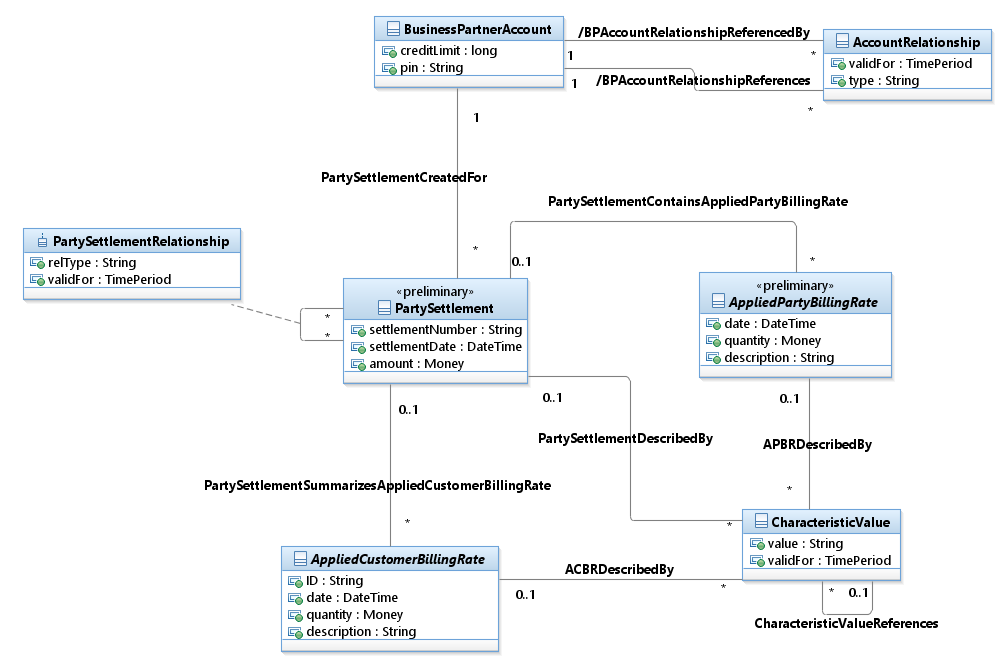 BusinessPartnerAccount
creditLimit : long
pin : String
/BPAccountRelationshipReferencedBy
1
*
/BPAccountRelationshipReferences
1
*
AccountRelationship
validFor : TimePeriod
type : String
1
PartySettlementCreatedFor
*
PartySettlementContainsAppliedPartyBillingRate
0..1
*
PartySettlementRelationship
relType : String
validFor : TimePeriod
*
*
«preliminary»
PartySettlement
settlementNumber : String
settlementDate : DateTime
amount : Money
«preliminary»
AppliedPartyBillingRate
date : DateTime
quantity : Money
description : String
0..1
0..1
0..1
PartySettlementDescribedBy
APBRDescribedBy
PartySettlementSummarizesAppliedCustomerBillingRate
*
*
*
CharacteristicValue
value : String
validFor : TimePeriod
AppliedCustomerBillingRate
ID : String
date : DateTime
quantity : Money
description : String
ACBRDescribedBy
0..1
*
*
0..1
CharacteristicValueReferences